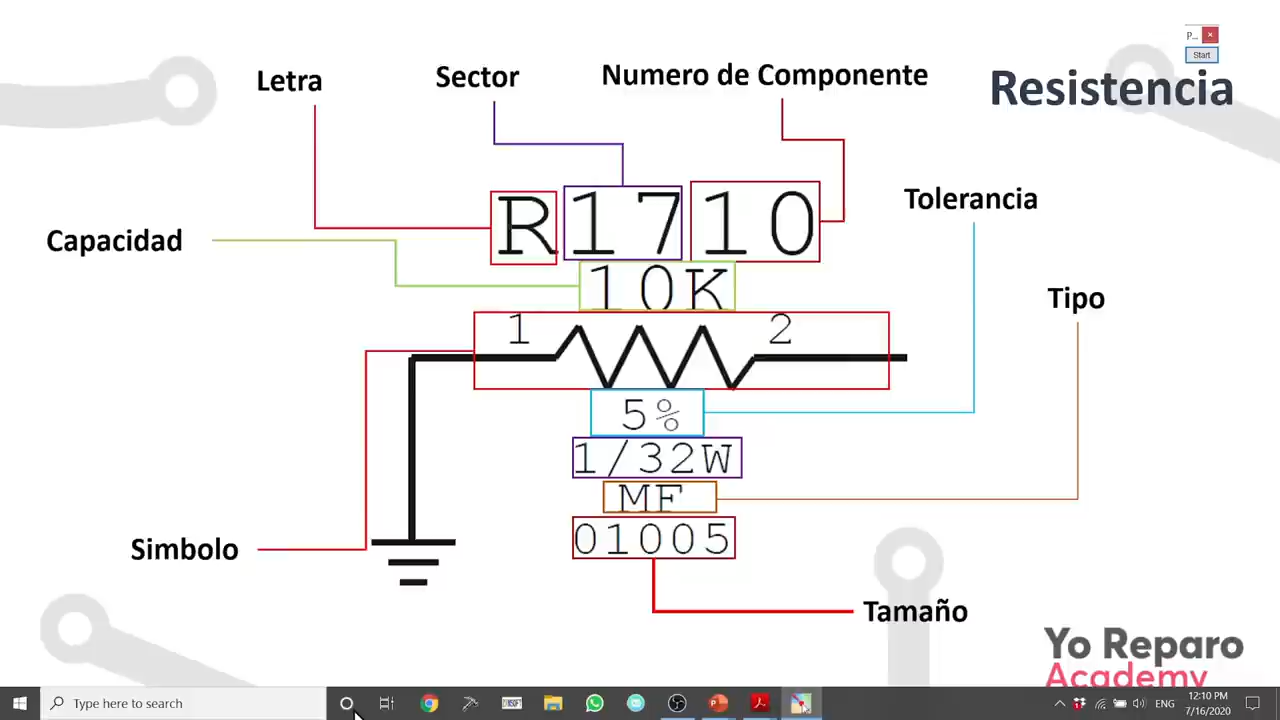 P...
Start
Letra
Sector
Numero de Componente
Resistencia
R1710
Tolerancia
Capacidad
10K
Tipo
1
2
5%
1/32W
MF
01005
Simbolo
Tamaño
Yo Reparo
Academy
Type here to search
ENG
12:10 PM
7/16/2020